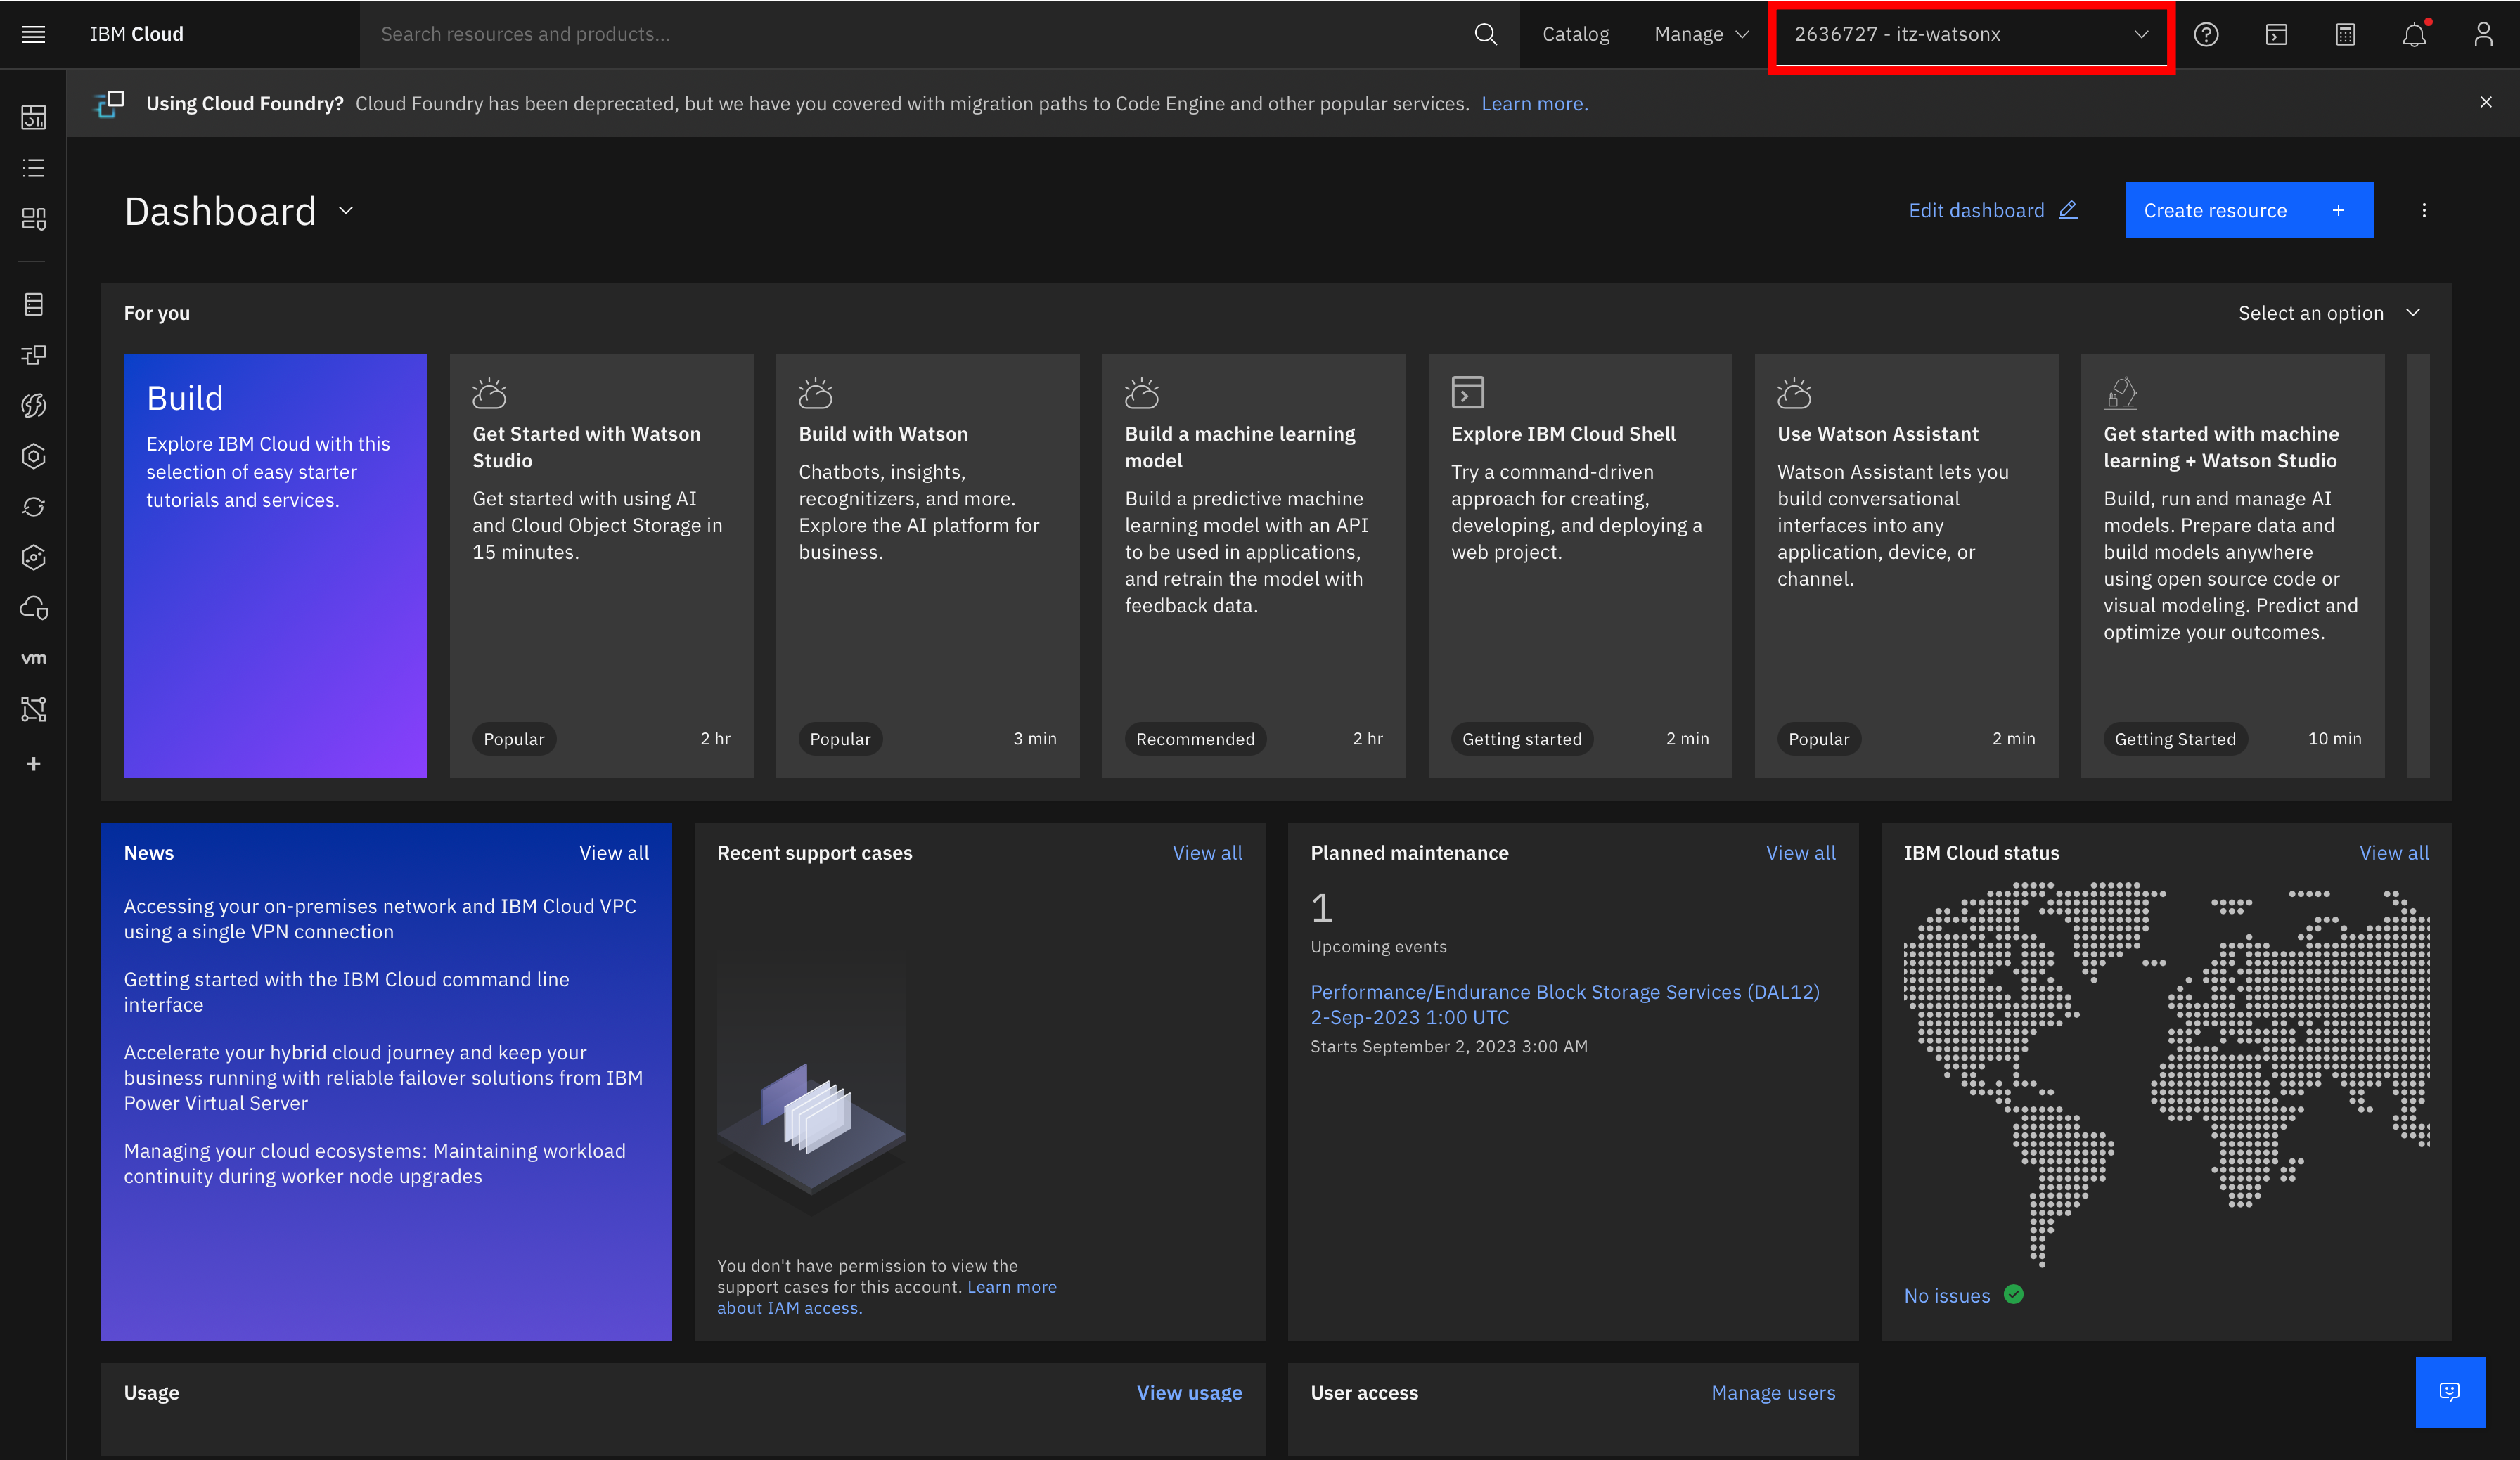 IBM Cloud
Search resources and products...
Catalog
Manage
2636727 - itz-watsonx
Using Cloud Foundry? Cloud Foundry has been deprecated, but we have you covered with migration paths to Code Engine and other popular services. Learn more.
Dashboard
Edit dashboard
Create resource +
For you
Select an option
Build
Explore IBM Cloud with this
selection of easy starter
tutorials and services.
Get Started with Watson
Studio
Get started with using AI
and Cloud Object Storage in
15 minutes.
Popular
2 hr
Build with Watson
Chatbots, insights,
recognitizers, and more.
Explore the AI platform for
business.
Popular
3 min
Build a machine learning
model
Build a predictive machine
learning model with an API
to be used in applications,
and retrain the model with
feedback data.
Recommended
2 hr
Explore IBM Cloud Shell
Try a command-driven
approach for creating,
developing, and deploying a
web project.
Getting started
2 min
Use Watson Assistant
Watson Assistant lets you
build conversational
interfaces into any
application, device, or
channel.
Popular
2 min
Get started with machine
learning + Watson Studio
Build, run and manage AI
models. Prepare data and
build models anywhere
using open source code or
visual modeling. Predict and
optimize your outcomes.
Getting Started
10 min
vm
News
View all
Accessing your on-premises network and IBM Cloud VPC
using a single VPN connection
Getting started with the IBM Cloud command line
interface
Accelerate your hybrid cloud journey and keep your
business running with reliable failover solutions from IBM
Power Virtual Server
Managing your cloud ecosystems: Maintaining workload
continuity during worker node upgrades
Recent support cases
View all
You don't have permission to view the
support cases for this account. Learn more
about IAM access.
Planned maintenance
View all
1
Upcoming events
Performance/Endurance Block Storage Services (DAL12)
2-Sep-2023 1:00 UTC
Starts September 2, 2023 3:00 AM
IBM Cloud status
View all
No issues
Usage
View usage
User access
Manage users